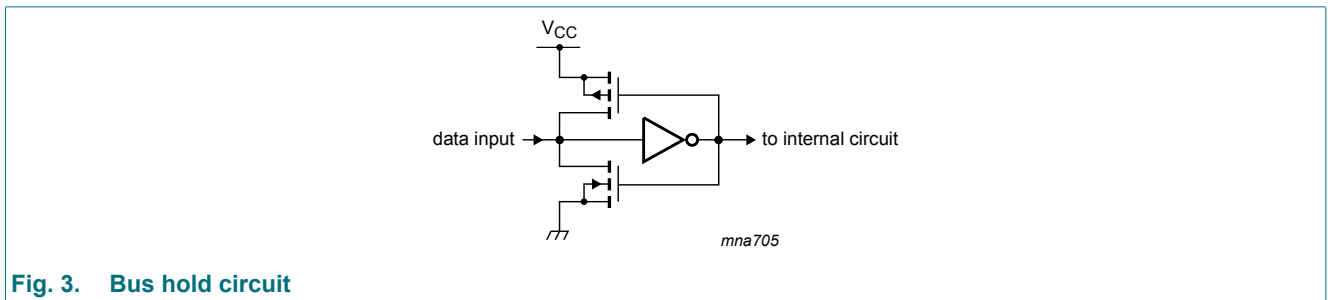 VCC
data input
to internal circuit
mna705
Fig. 3. Bus hold circuit